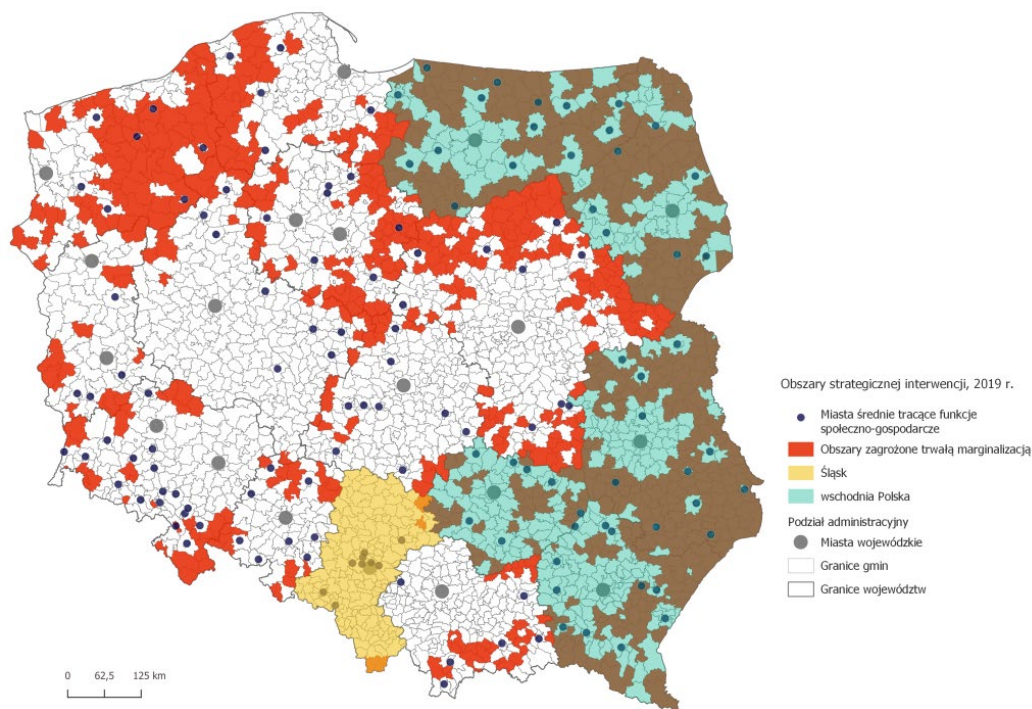 Obszary strategicznej interwencji, 2019 r.
Miasta średnie tracące funkcje
społeczno-gospodarcze
Obszary zagrożone trwałą marginalizacją
Śląsk
wschodnia Polska
Podział administracyjny
Miasta wojewódzkie
Granice gmin
Granice województw
0 62,5 125 km